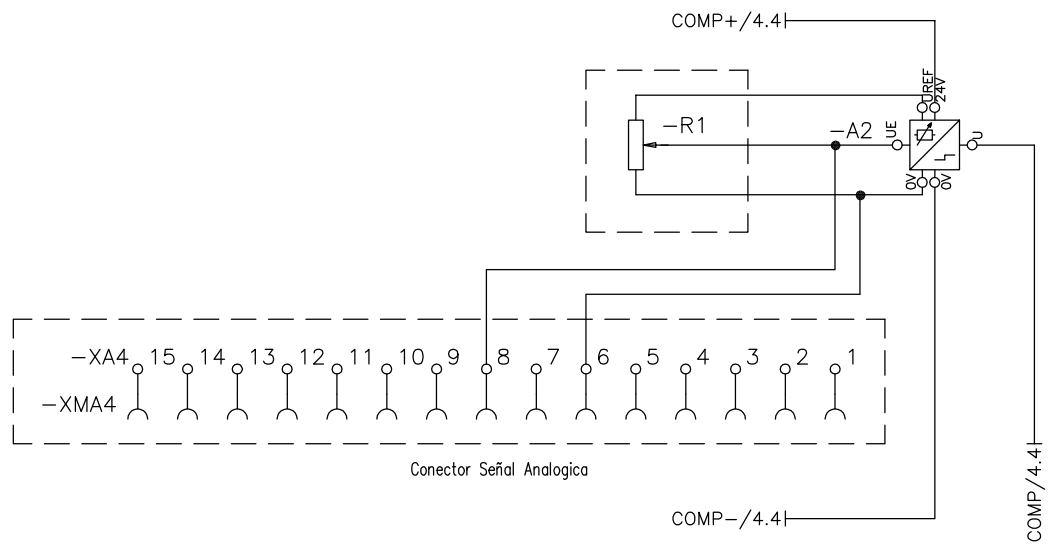 COMP+/4.4
UREF
24V
-R1
-A2
UE
U
0V
0V
-XA4 15 14 13 12 11 10 9 8 7 6 5 4 3 2 1
-XMA4
Conector Señal Analogica
COMP-/4.4
COMP/4.4